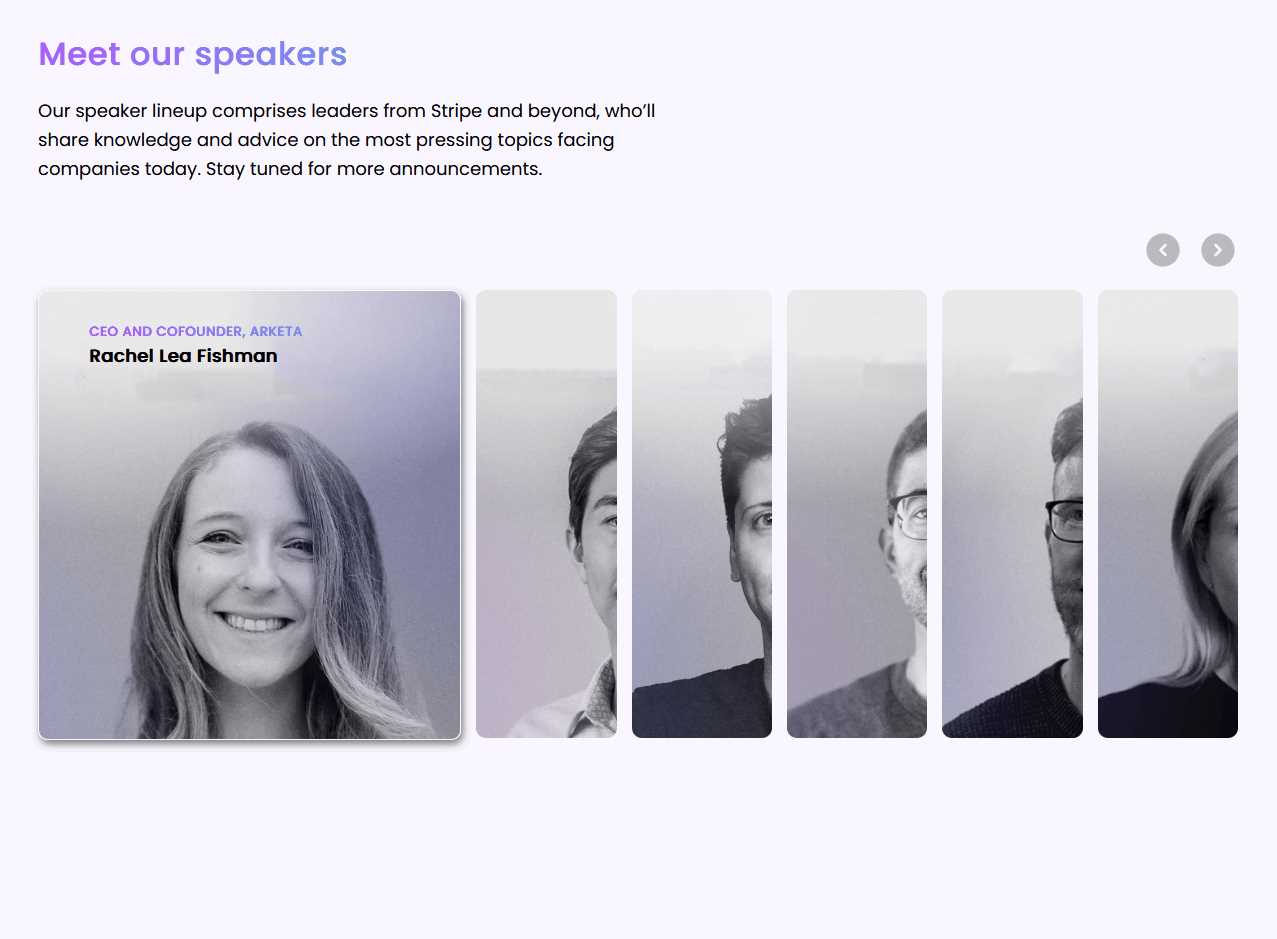 Meet our speakers
Our speaker lineup comprises leaders from Stripe and beyond, who’ll
share knowledge and advice on the most pressing topics facing
companies today. Stay tuned for more announcements.
CEO AND COFOUNDER, ARKETA
Rachel Lea Fishman